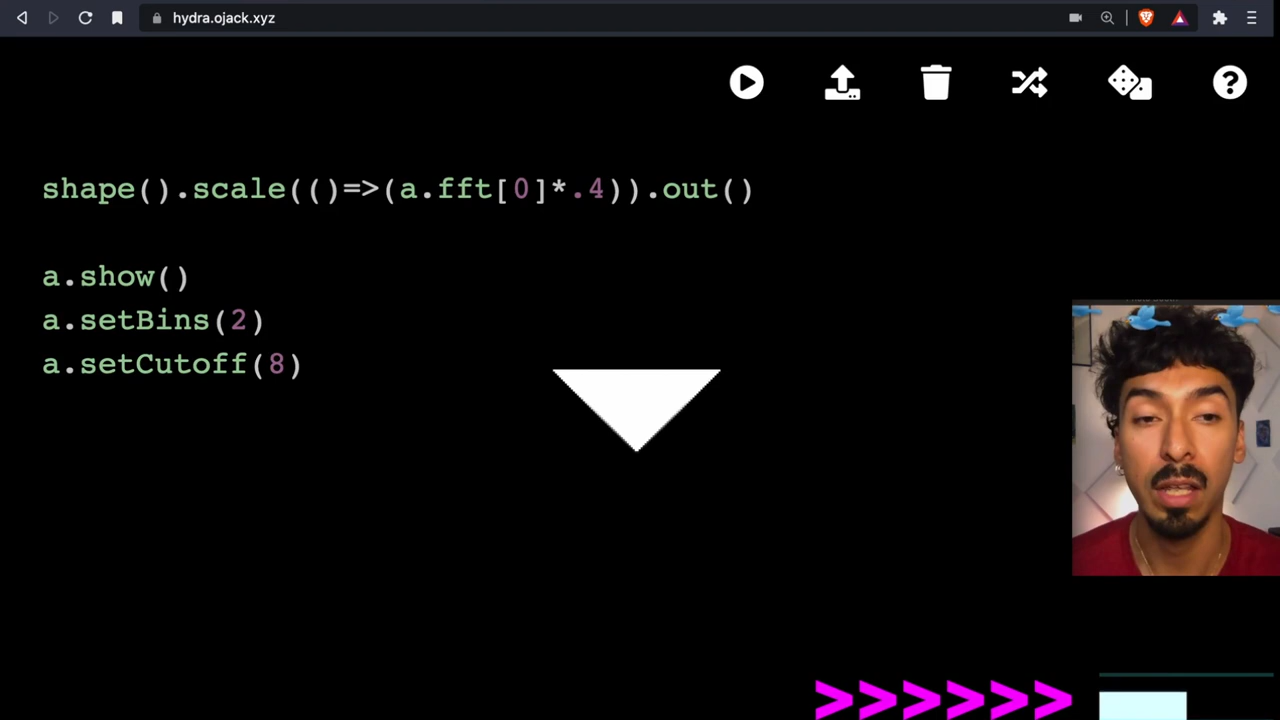 hydra.ojack.xyz
shape().scale(()=>(a.fft[0]*.4)).out()
a.show()
a.setBins(2)
a.setCutoff(8)
>>>>>>